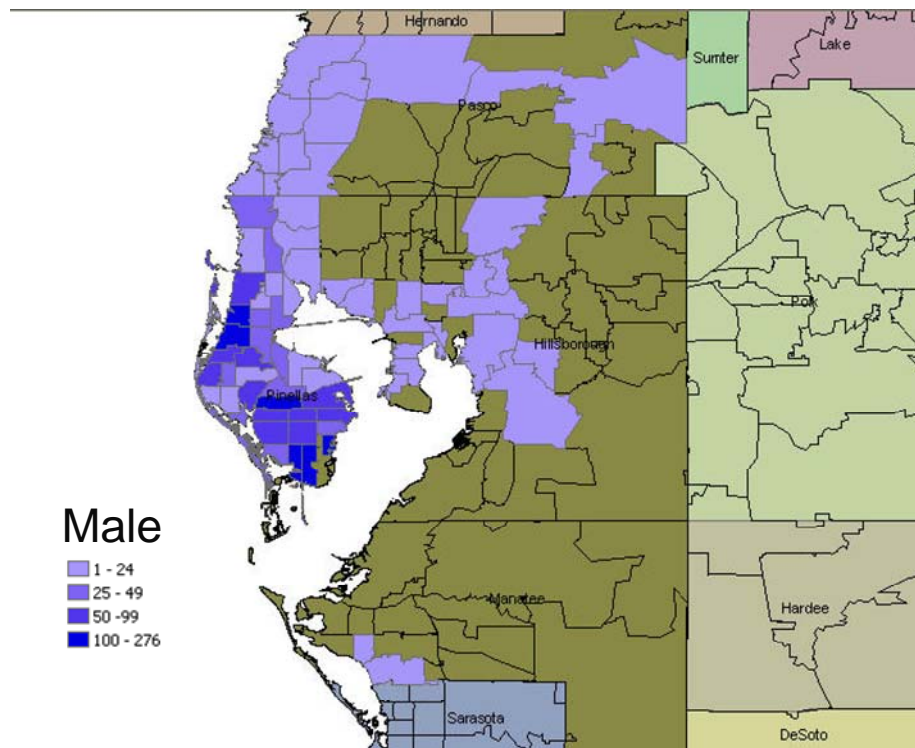 Hernando
Sumter
Lake
Pasco
Polk
Hillsborough
Pinellas
Male
1 - 24
25 - 49
50 -99
100 - 276
Manatee
Hardee
Sarasota
DeSoto